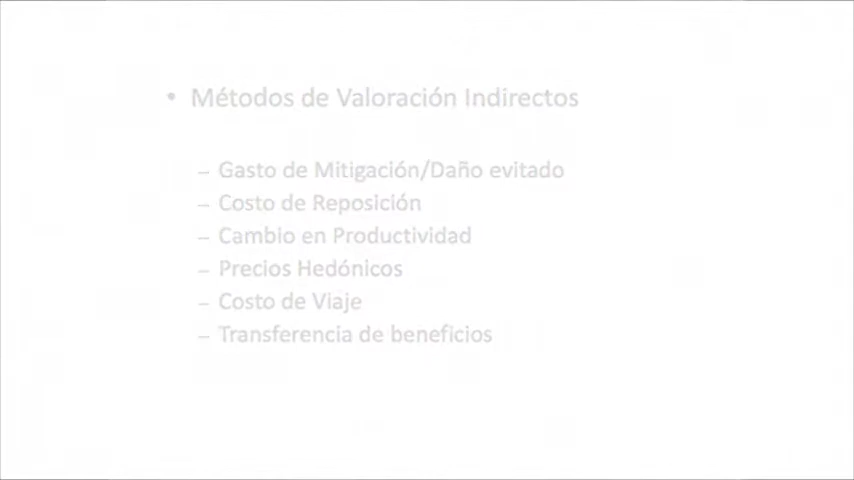 • Métodos de Valoración Indirectos
– Gasto de Mitigación/Daño evitado
– Costo de Reposición
– Cambio en Productividad
– Precios Hedónicos
– Costo de Viaje
– Transferencia de beneficios